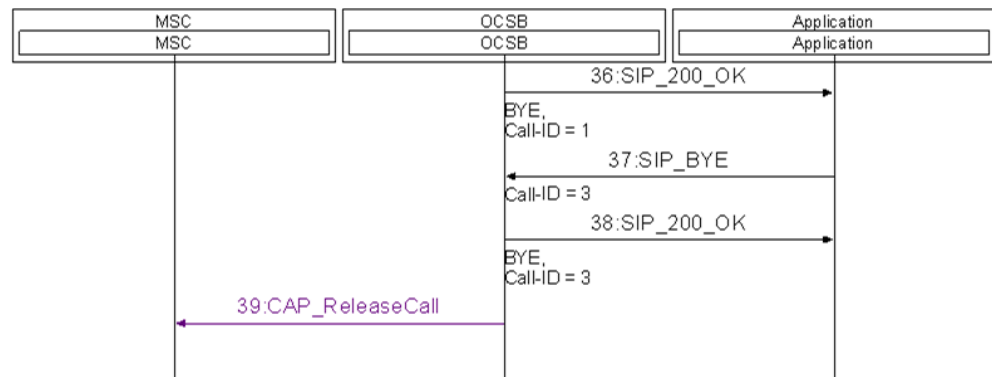 MSC
OCSB
Application
MSC
OCSB
Application
36:SIP_200_OK
BYE,
Call-ID = 1
37:SIP_BYE
Call-ID = 3
38:SIP_200_OK
BYE,
Call-ID = 3
39:CAP_ReleaseCall